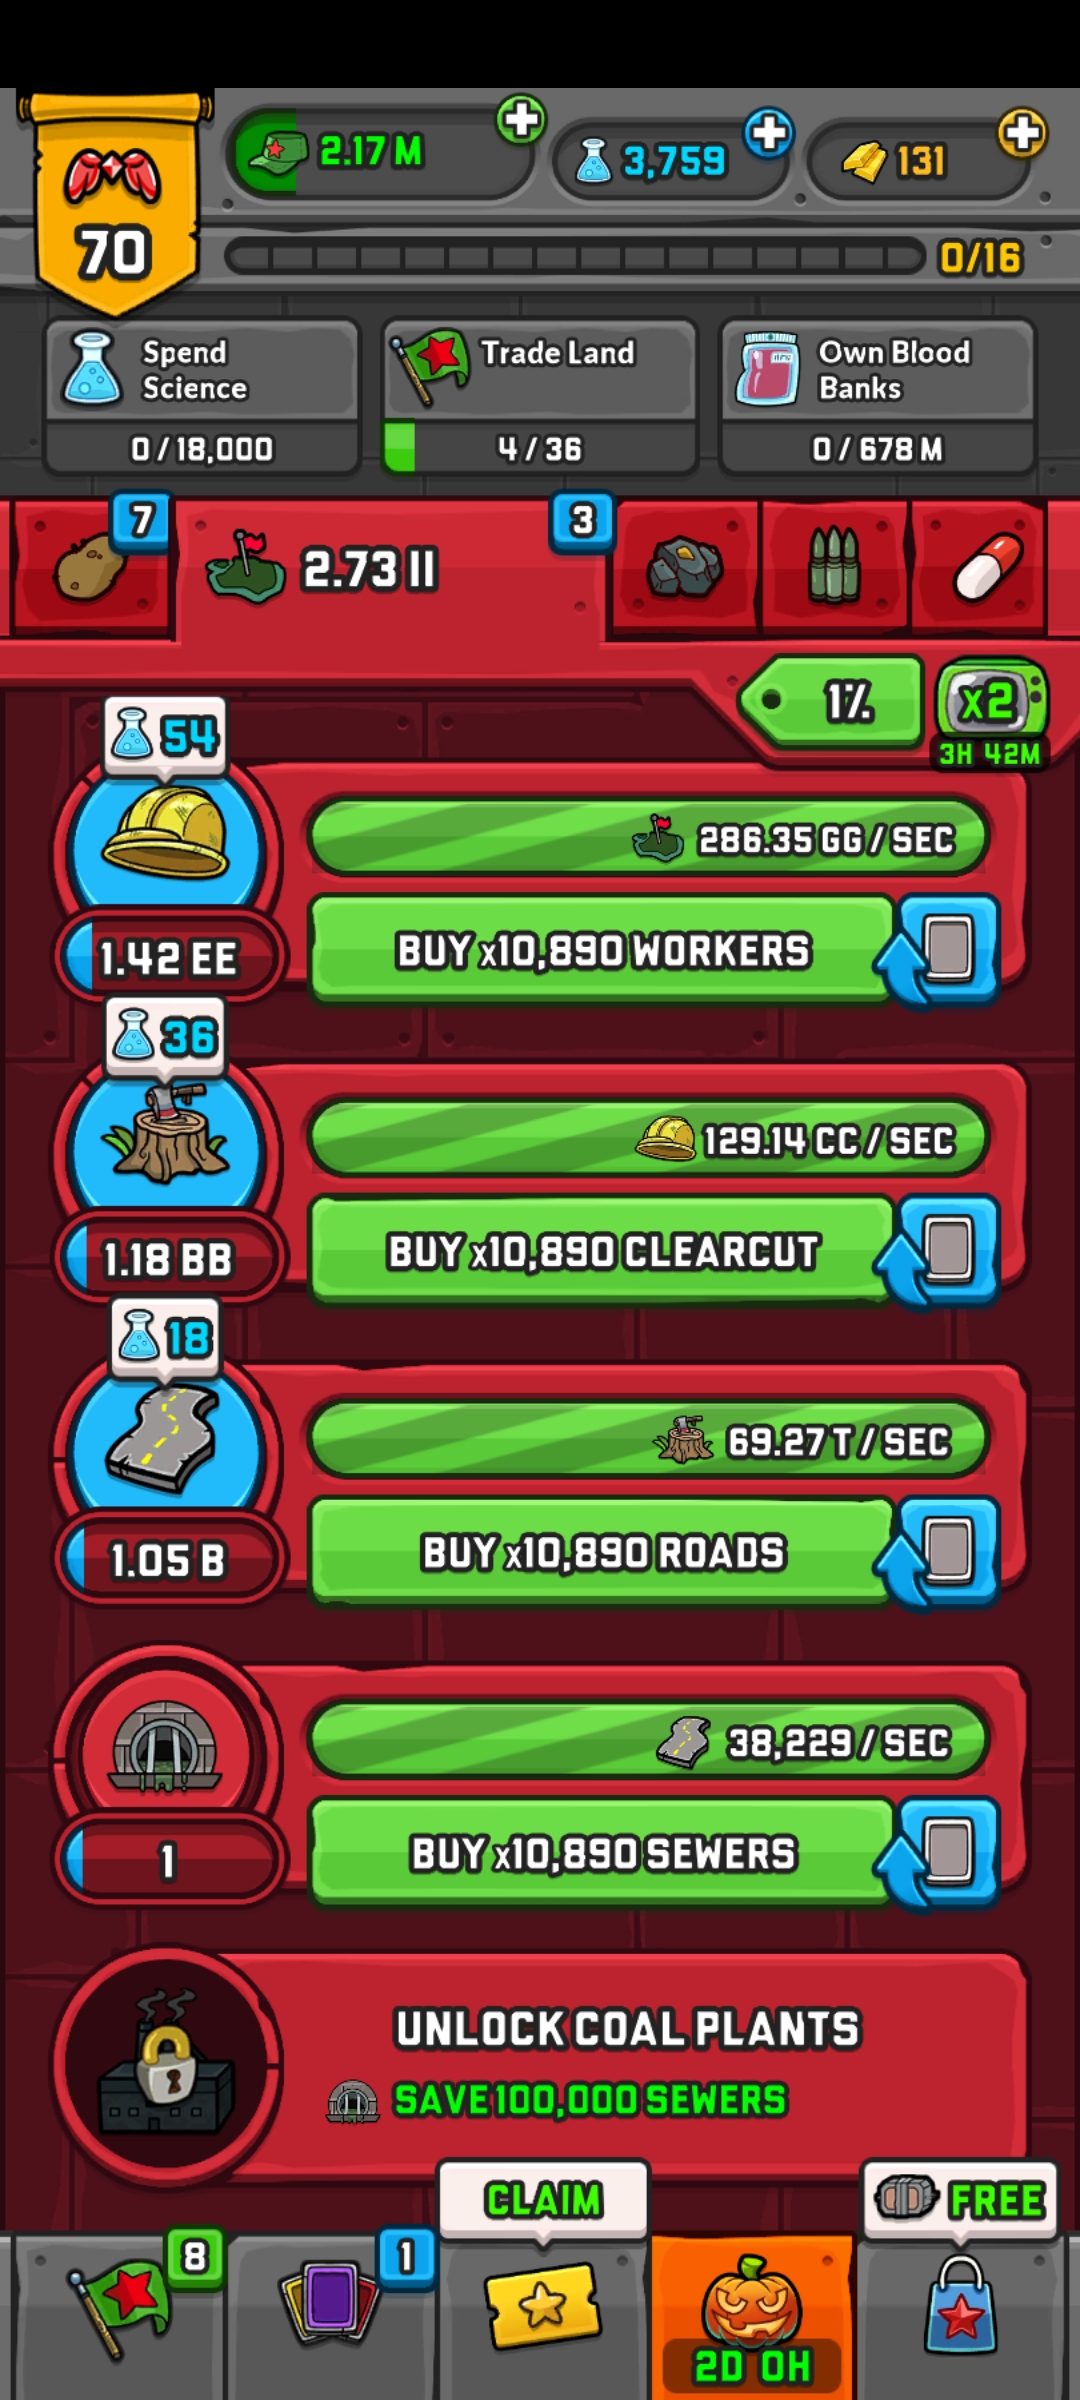 2.17 M
3,759
131
70
0/16
Spend
Science
0 / 18,000
Trade Land
4 / 36
Own Blood
Banks
0 / 678 M
7
2.73 II
3
1%
x2
3H 42M
54
286.35 GG / SEC
BUY x10,890 WORKERS
1.42 EE
36
129.14 CC / SEC
BUY x10,890 CLEARCUT
1.18 BB
18
69.27 T / SEC
BUY x10,890 ROADS
1.05 B
38,229 / SEC
BUY x10,890 SEWERS
1
UNLOCK COAL PLANTS
SAVE 100,000 SEWERS
CLAIM
FREE
8
1
2D 0H